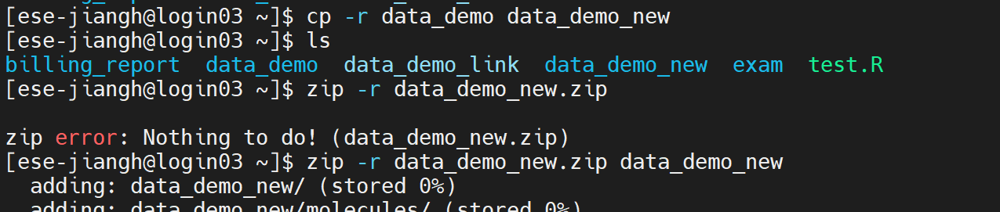 [ese-jiangh@login03 ~]$ cp -r data_demo data_demo_new
[ese-jiangh@login03 ~]$ ls
billing_report  data_demo  data_demo_link  data_demo_new  exam  test.R
[ese-jiangh@login03 ~]$ zip -r data_demo_new.zip

zip error: Nothing to do! (data_demo_new.zip)
[ese-jiangh@login03 ~]$ zip -r data_demo_new.zip data_demo_new
  adding: data_demo_new/ (stored 0%)
  adding: data_demo_new/molecules/ (stored 0%)